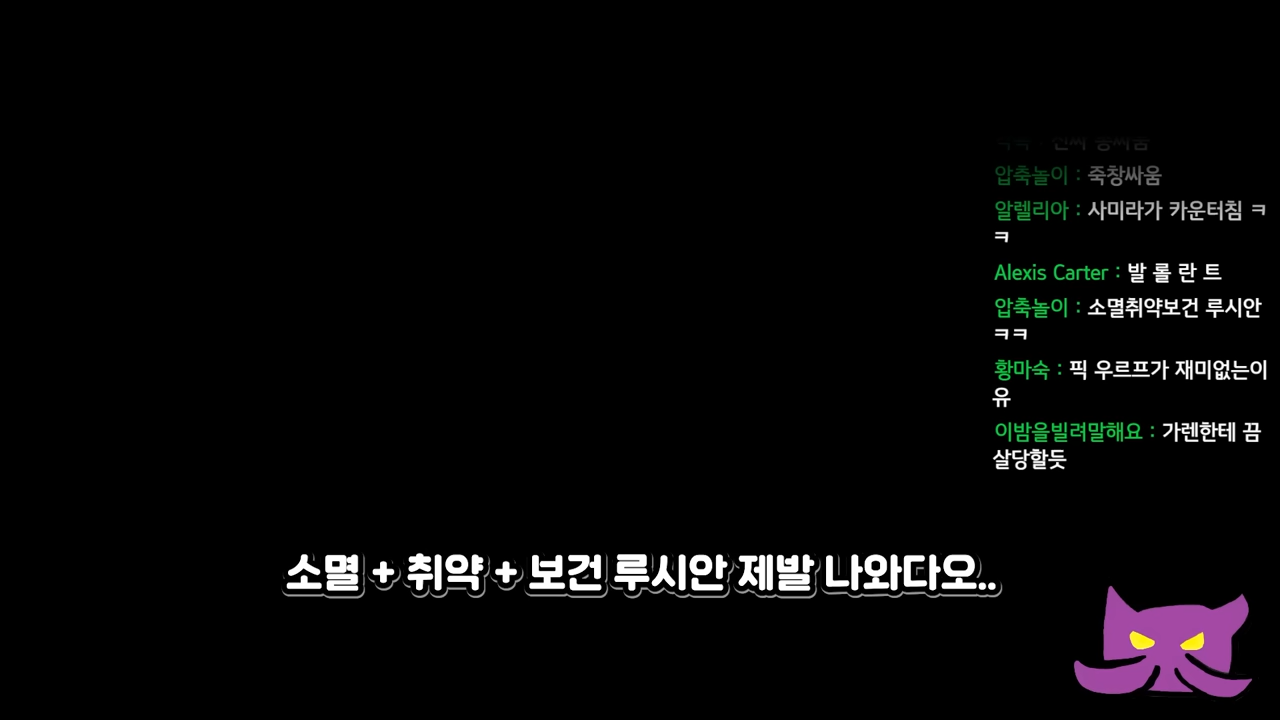 압축놀이 : 죽창싸움
알렐리아 : 사미라가 카운터침 ㅋ
ㅋ
Alexis Carter : 발 롤 란 트
압축놀이 : 소멸취약보건 루시안
ㅋㅋ
황마숙 : 픽 우르프가 재미없는이
유
이밤을빌려말해요 : 가렌한테 끔
살당할듯
소멸 + 취약 + 보건 루시안 제발 나와다오..